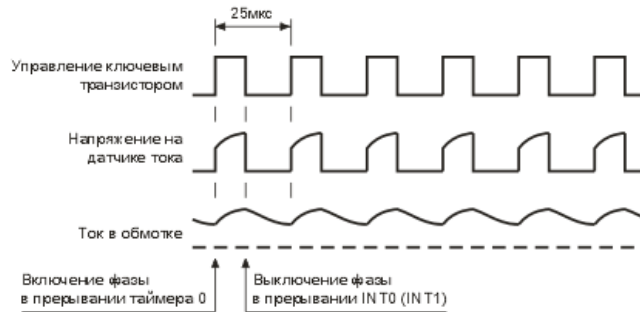 25мкс
Управление ключевым
транзистором
Напряжение на
датчике тока
Ток в обмотке
Включение фазы
в прерывании таймера 0
Выключение фазы
в прерывании INT0 (INT1)